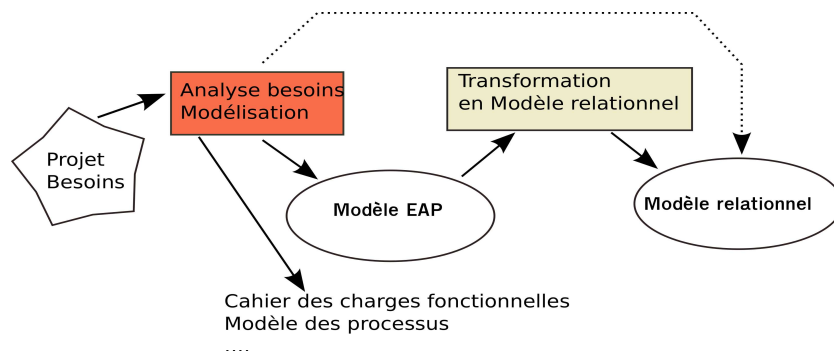 Projet
Besoins
Analyse besoins
Modélisation
Modèle EAP
Transformation
en Modèle relationnel
Modèle relationnel
Cahier des charges fonctionnelles
Modèle des processus
....